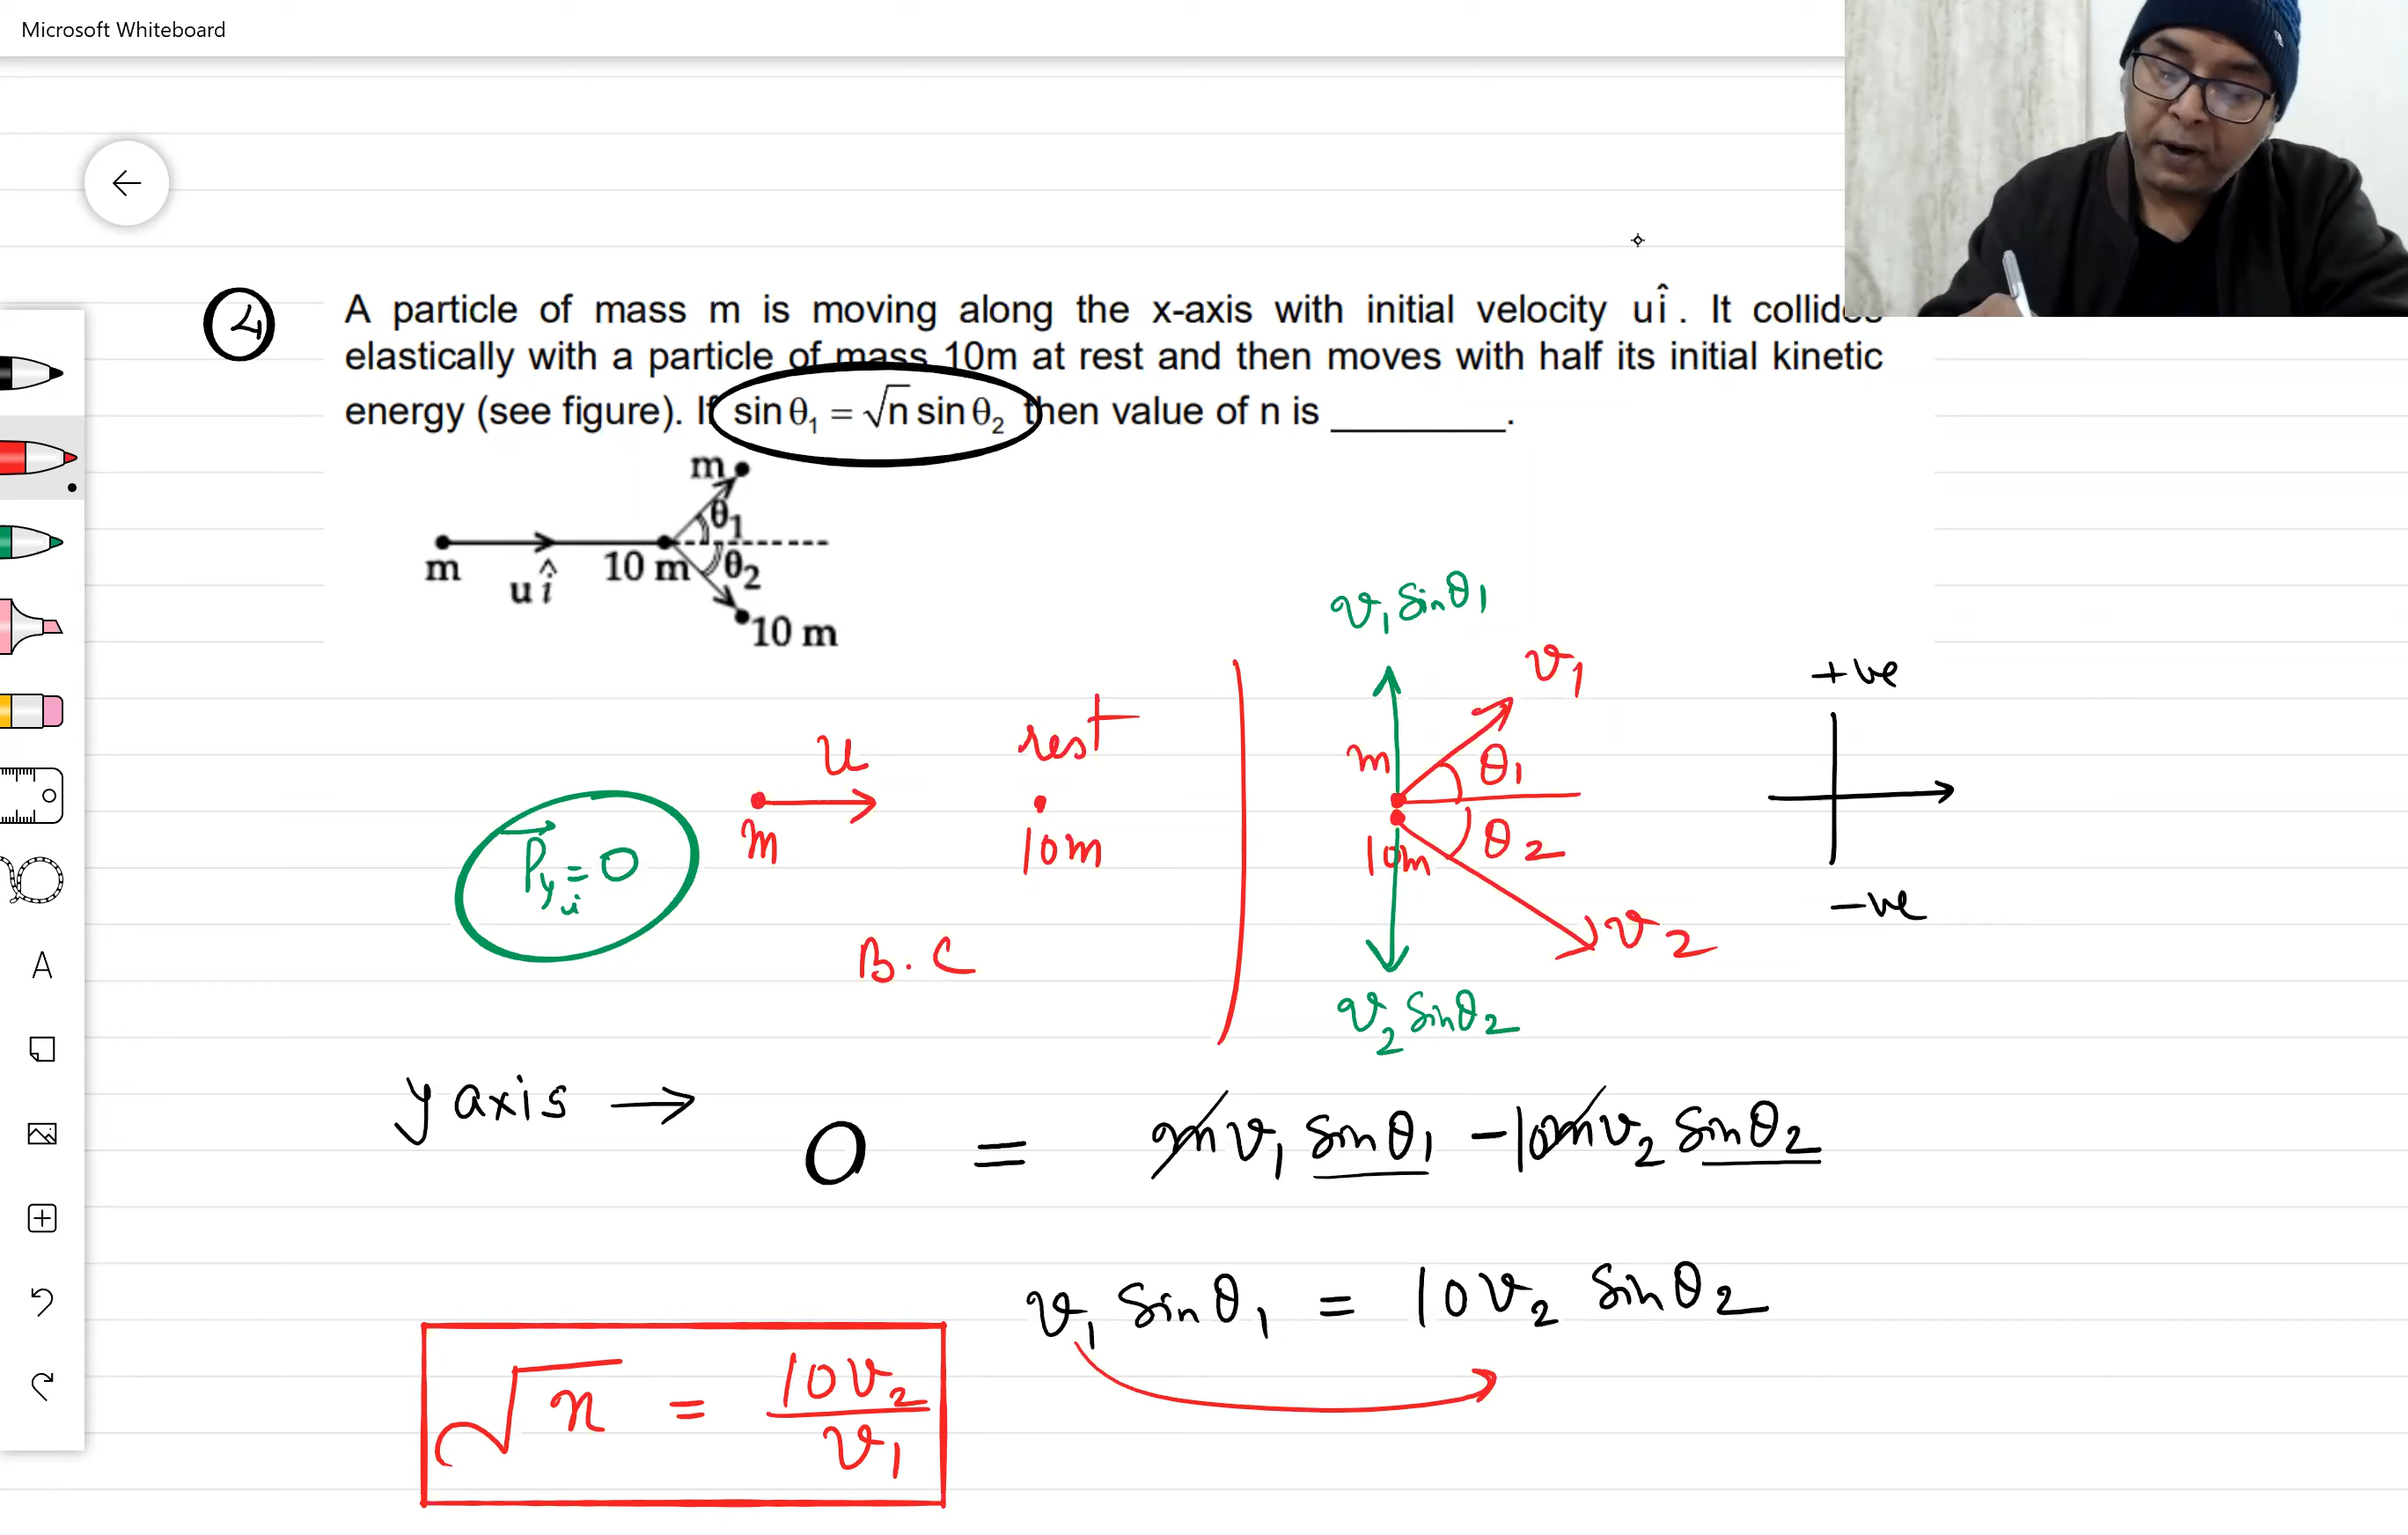 Microsoft Whiteboard
4
A particle of mass m is moving along the x-axis with initial velocity uî. It collides
elastically with a particle of mass 10m at rest and then moves with half its initial kinetic
energy (see figure). If sin θ₁ = √n sin θ₂ then value of n is ________.
m
θ₁
m
u î
10 m
θ₂
10 m
v₁ sinθ₁
v₁
+ve
u
rest
m
θ₁
m
10m
10m
θ₂
P⃗yᵢ = 0
-ve
v₂
B.C
v₂ sinθ₂
y axis →
0 = mv₁ sinθ₁ - 10mv₂ sinθ₂
v₁ sinθ₁ = 10v₂ sinθ₂
√n = 10v₂/v₁
A